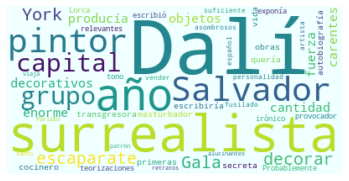 Lorca escribió suficiente relevantes asombrosos
York producía objetos vida exponía
pintor Dalí fuerza autobiografía carentes
capital español obras artista
quería
grupo año Salvador
decorativos tono vender personalidad cantidad
transgresora masturbador escribiría fusilado irónico provocador
enorme surrealista
escaparate Gala decorar
viaja primeras secreta alucinantes
cocinero teorizaciones patrón retratos Probablemente